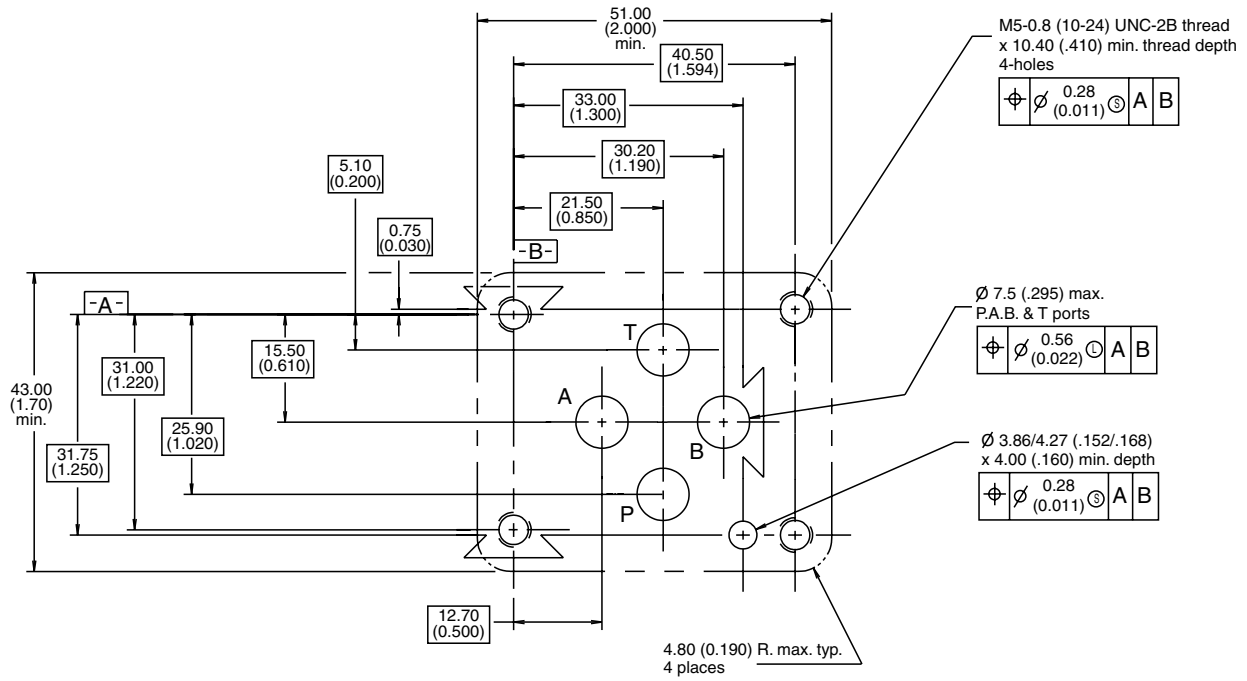 51.00
(2.000)
min.
40.50
(1.594)
33.00
(1.300)
30.20
(1.190)
21.50
(0.850)
5.10
(0.200)
0.75
(0.030)
-B-
-A-
M5-0.8 (10-24) UNC-2B thread
x 10.40 (.410) min. thread depth
4-holes
⌖ ⌀ 0.28 Ⓢ A B
(0.011)
Ø 7.5 (.295) max.
P.A.B. & T ports
⌖ ⌀ 0.56 Ⓛ A B
(0.022)
Ø 3.86/4.27 (.152/.168)
x 4.00 (.160) min. depth
⌖ ⌀ 0.28 Ⓢ A B
(0.011)
T
A
B
P
15.50
(0.610)
31.00
(1.220)
43.00
(1.70)
min.
25.90
(1.020)
31.75
(1.250)
12.70
(0.500)
4.80 (0.190) R. max. typ.
4 places